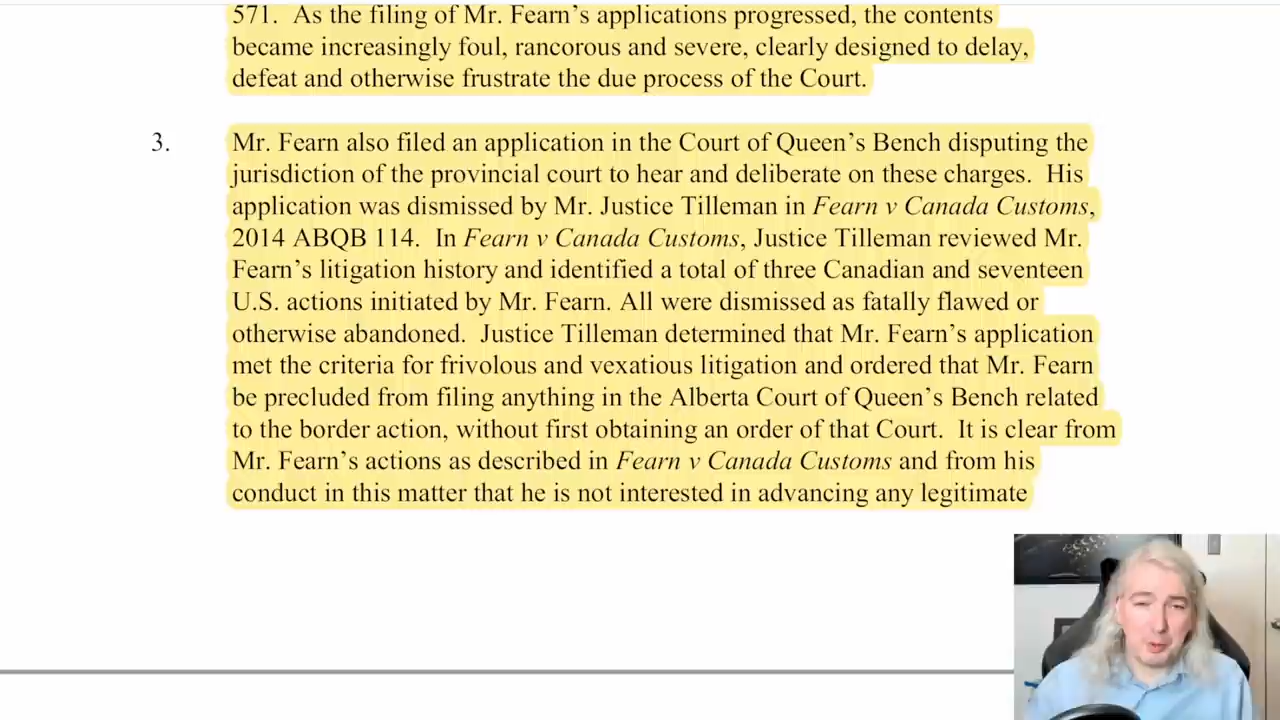 571. As the filing of Mr. Fearn’s applications progressed, the contents
became increasingly foul, rancorous and severe, clearly designed to delay,
defeat and otherwise frustrate the due process of the Court.
3. Mr. Fearn also filed an application in the Court of Queen’s Bench disputing the
jurisdiction of the provincial court to hear and deliberate on these charges. His
application was dismissed by Mr. Justice Tilleman in Fearn v Canada Customs,
2014 ABQB 114. In Fearn v Canada Customs, Justice Tilleman reviewed Mr.
Fearn’s litigation history and identified a total of three Canadian and seventeen
U.S. actions initiated by Mr. Fearn. All were dismissed as fatally flawed or
otherwise abandoned. Justice Tilleman determined that Mr. Fearn’s application
met the criteria for frivolous and vexatious litigation and ordered that Mr. Fearn
be precluded from filing anything in the Alberta Court of Queen’s Bench related
to the border action, without first obtaining an order of that Court. It is clear from
Mr. Fearn’s actions as described in Fearn v Canada Customs and from his
conduct in this matter that he is not interested in advancing any legitimate